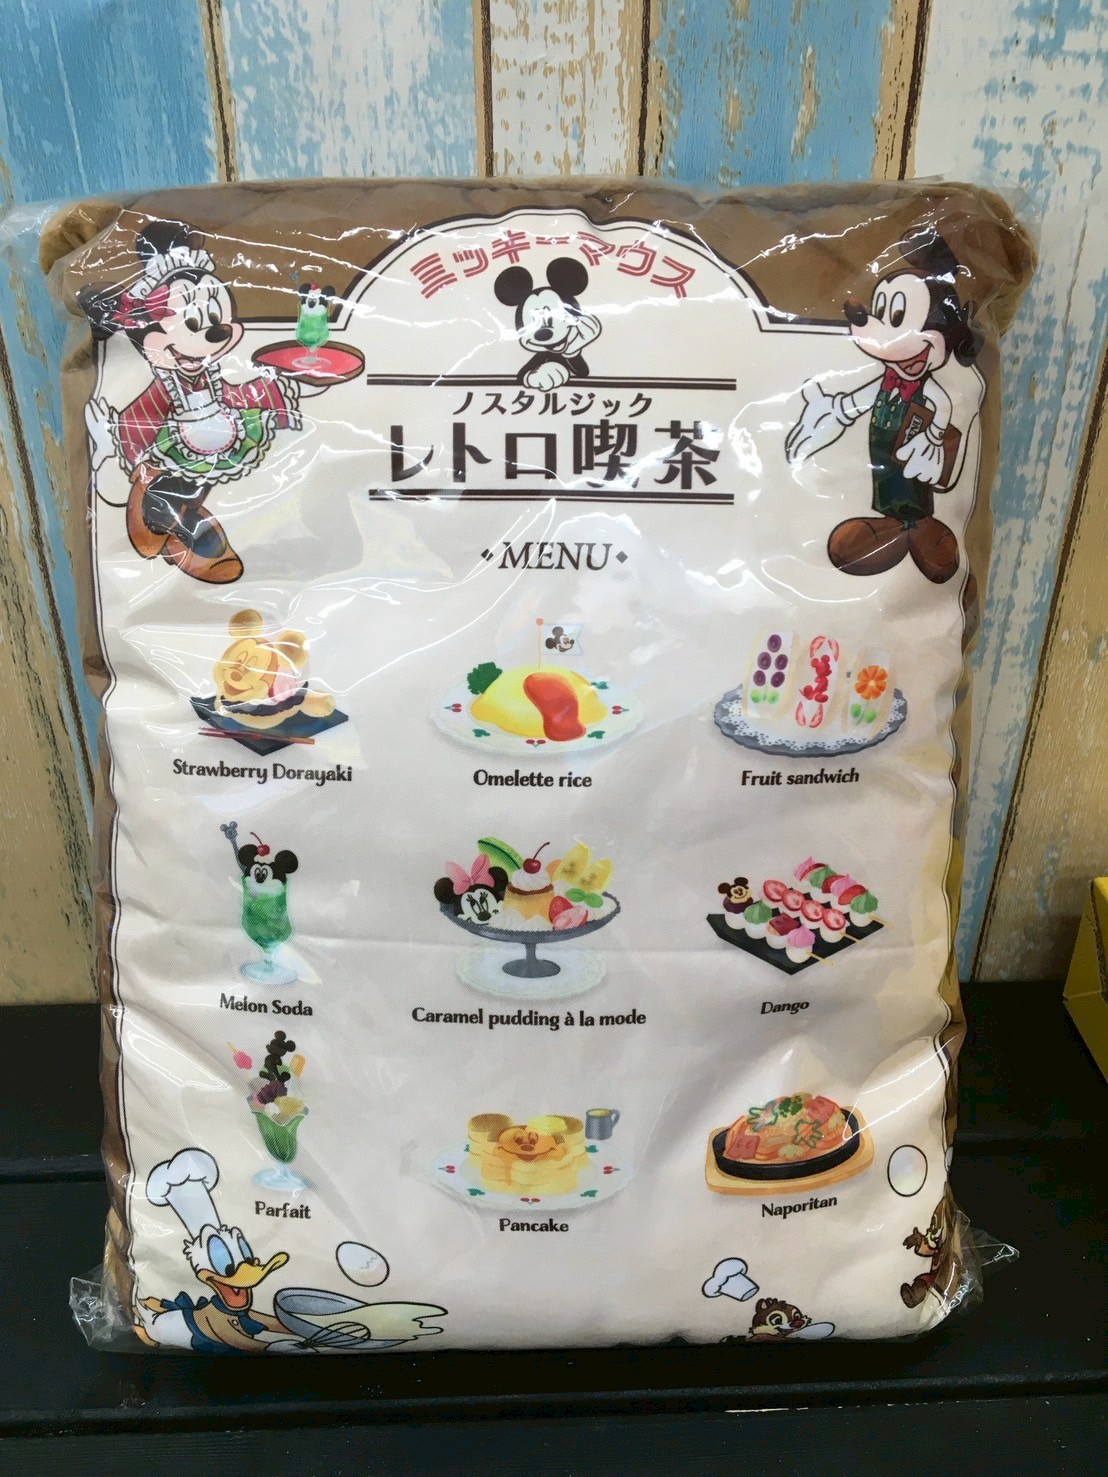 ミッキーマウス
ノスタルジック
レトロ喫茶
◆MENU◆
Strawberry Dorayaki
Omelette rice
Fruit sandwich
Melon Soda
Caramel pudding à la mode
Dango
Parfait
Pancake
Naporitan